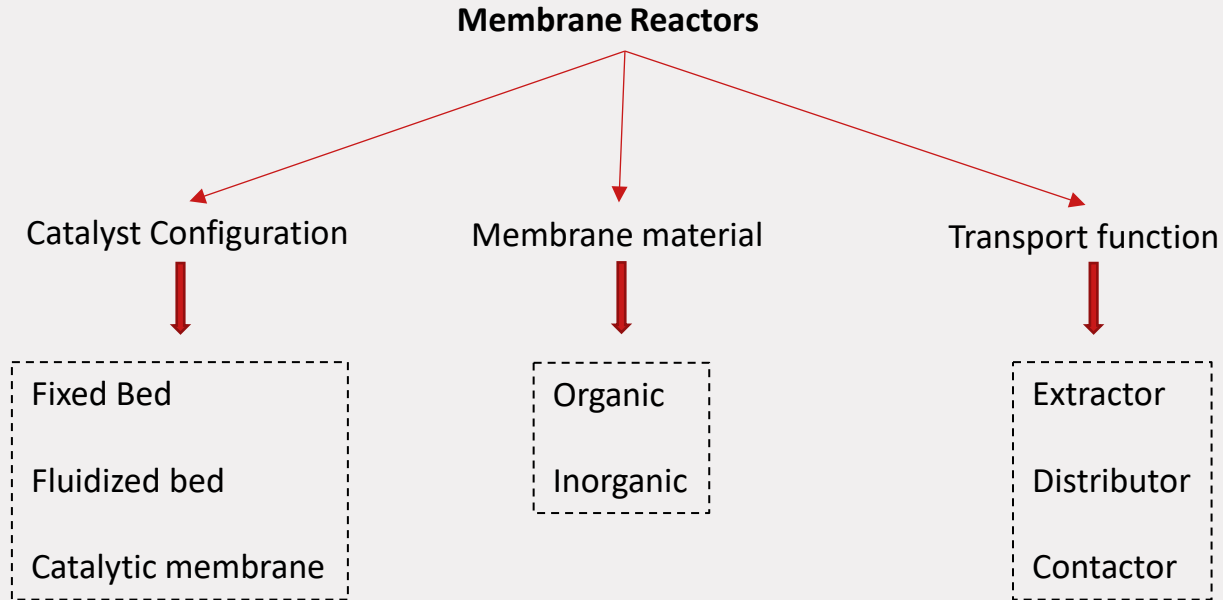 Membrane Reactors
Catalyst Configuration
Membrane material
Transport function
Fixed Bed
Fluidized bed
Catalytic membrane
Organic
Inorganic
Extractor
Distributor
Contactor